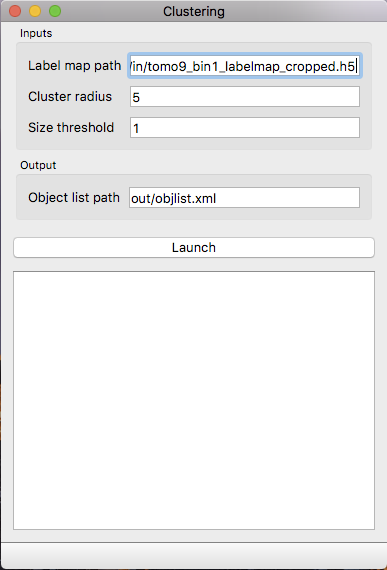 Clustering
Inputs
Label map path /in/tomo9_bin1_labelmap_cropped.h5
Cluster radius 5
Size threshold 1
Output
Object list path out/objlist.xml
Launch